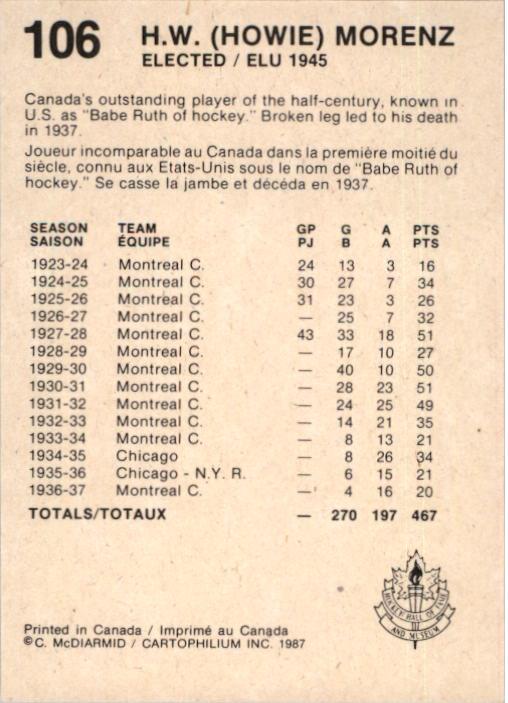 106 H.W. (HOWIE) MORENZ
ELECTED / ELU 1945
Canada's outstanding player of the half-century, known in
U.S. as "Babe Ruth of hockey." Broken leg led to his death
in 1937.
Joueur incomparable au Canada dans la première moitié du
siècle, connu aux Etats-Unis sous le nom de "Babe Ruth of
hockey." Se casse la jambe et décéda en 1937.
SEASON TEAM GP G A PTS
SAISON ÉQUIPE PJ B A PTS
1923-24 Montreal C. 24 13 3 16
1924-25 Montreal C. 30 27 7 34
1925-26 Montreal C. 31 23 3 26
1926-27 Montreal C. — 25 7 32
1927-28 Montreal C. 43 33 18 51
1928-29 Montreal C. — 17 10 27
1929-30 Montreal C. — 40 10 50
1930-31 Montreal C. — 28 23 51
1931-32 Montreal C. — 24 25 49
1932-33 Montreal C. — 14 21 35
1933-34 Montreal C. — 8 13 21
1934-35 Chicago — 8 26 34
1935-36 Chicago - N.Y. R. — 6 15 21
1936-37 Montreal C. — 4 16 20
TOTALS/TOTAUX — 270 197 467
HOCKEY HALL OF FAME
AND MUSEUM
Printed in Canada / Imprimé au Canada
©C. McDIARMID / CARTOPHILIUM INC. 1987